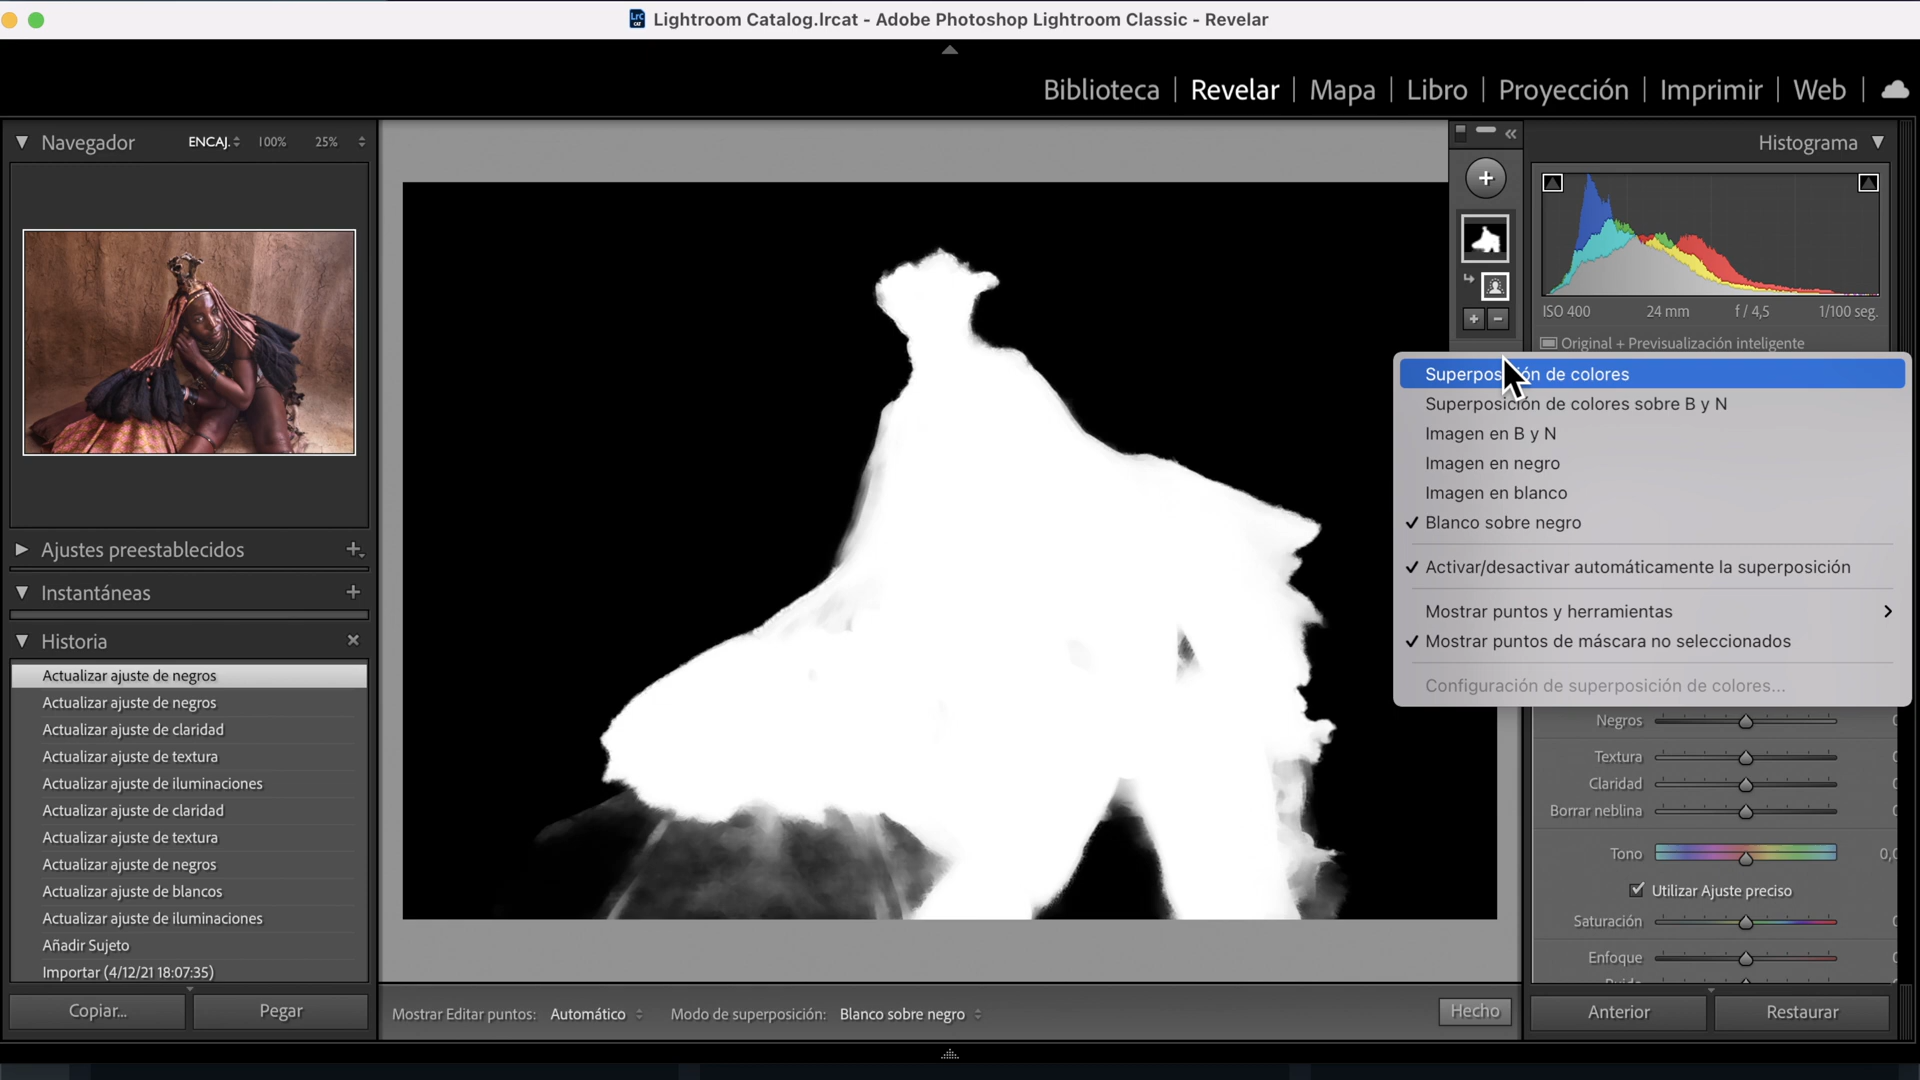 Lightroom Catalog.lrcat - Adobe Photoshop Lightroom Classic - Revelar
Biblioteca | Revelar | Mapa | Libro | Proyección | Imprimir | Web
Navegador ENCAJ. 100% 25%
Ajustes preestablecidos
Instantáneas
Historia
Actualizar ajuste de negros
Actualizar ajuste de negros
Actualizar ajuste de claridad
Actualizar ajuste de textura
Actualizar ajuste de iluminaciones
Actualizar ajuste de claridad
Actualizar ajuste de textura
Actualizar ajuste de negros
Actualizar ajuste de blancos
Actualizar ajuste de iluminaciones
Añadir Sujeto
Importar (4/12/21 18:07:35)
Copiar... Pegar
Mostrar Editar puntos: Automático Modo de superposición: Blanco sobre negro Hecho
Histograma
ISO 400 24 mm f / 4,5 1/100 seg.
Original + Previsualización inteligente
Superposición de colores
Superposición de colores sobre B y N
Imagen en B y N
Imagen en negro
Imagen en blanco
Blanco sobre negro
Activar/desactivar automáticamente la superposición
Mostrar puntos y herramientas
Mostrar puntos de máscara no seleccionados
Configuración de superposición de colores...
Negros
Textura
Claridad
Borrar neblina
Tono 0,0
Utilizar Ajuste preciso
Saturación
Enfoque
Anterior Restaurar